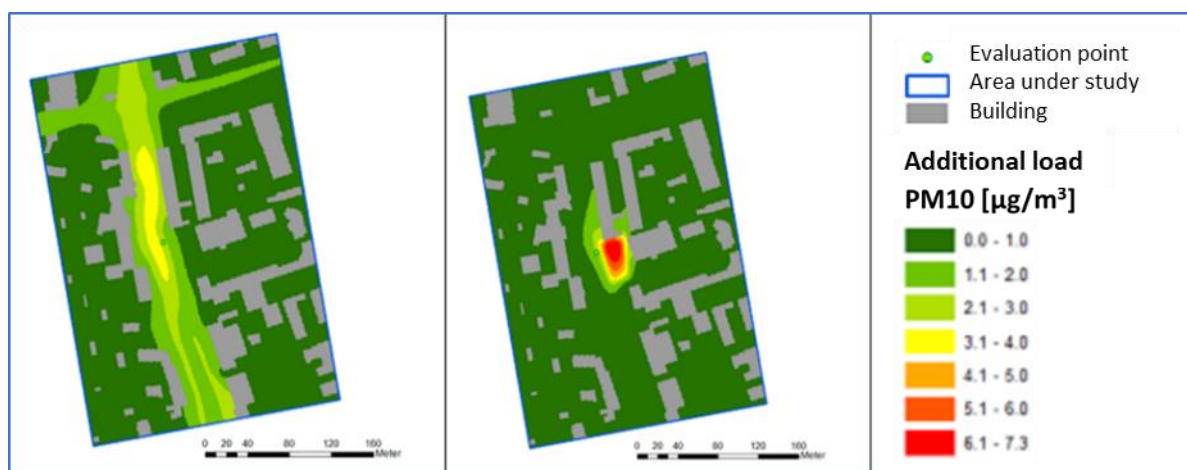 Evaluation point
Area under study
Building
Additional load
PM10 [µg/m³]
0.0 - 1.0
1.1 - 2.0
2.1 - 3.0
3.1 - 4.0
4.1 - 5.0
5.1 - 6.0
6.1 - 7.3
0 20 40 80 120 160
Meter
0 20 40 80 120 160
Meter